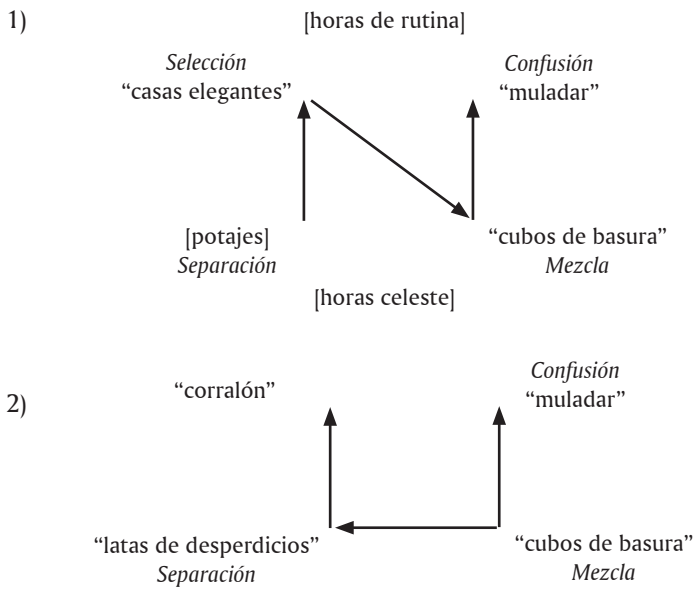 1)
[horas de rutina]
Selección
“casas elegantes”
Confusión
“muladar”
[potajes]
Separación
“cubos de basura”
Mezcla
[horas celeste]
2)
“corralón”
Confusión
“muladar”
“latas de desperdicios”
Separación
“cubos de basura”
Mezcla